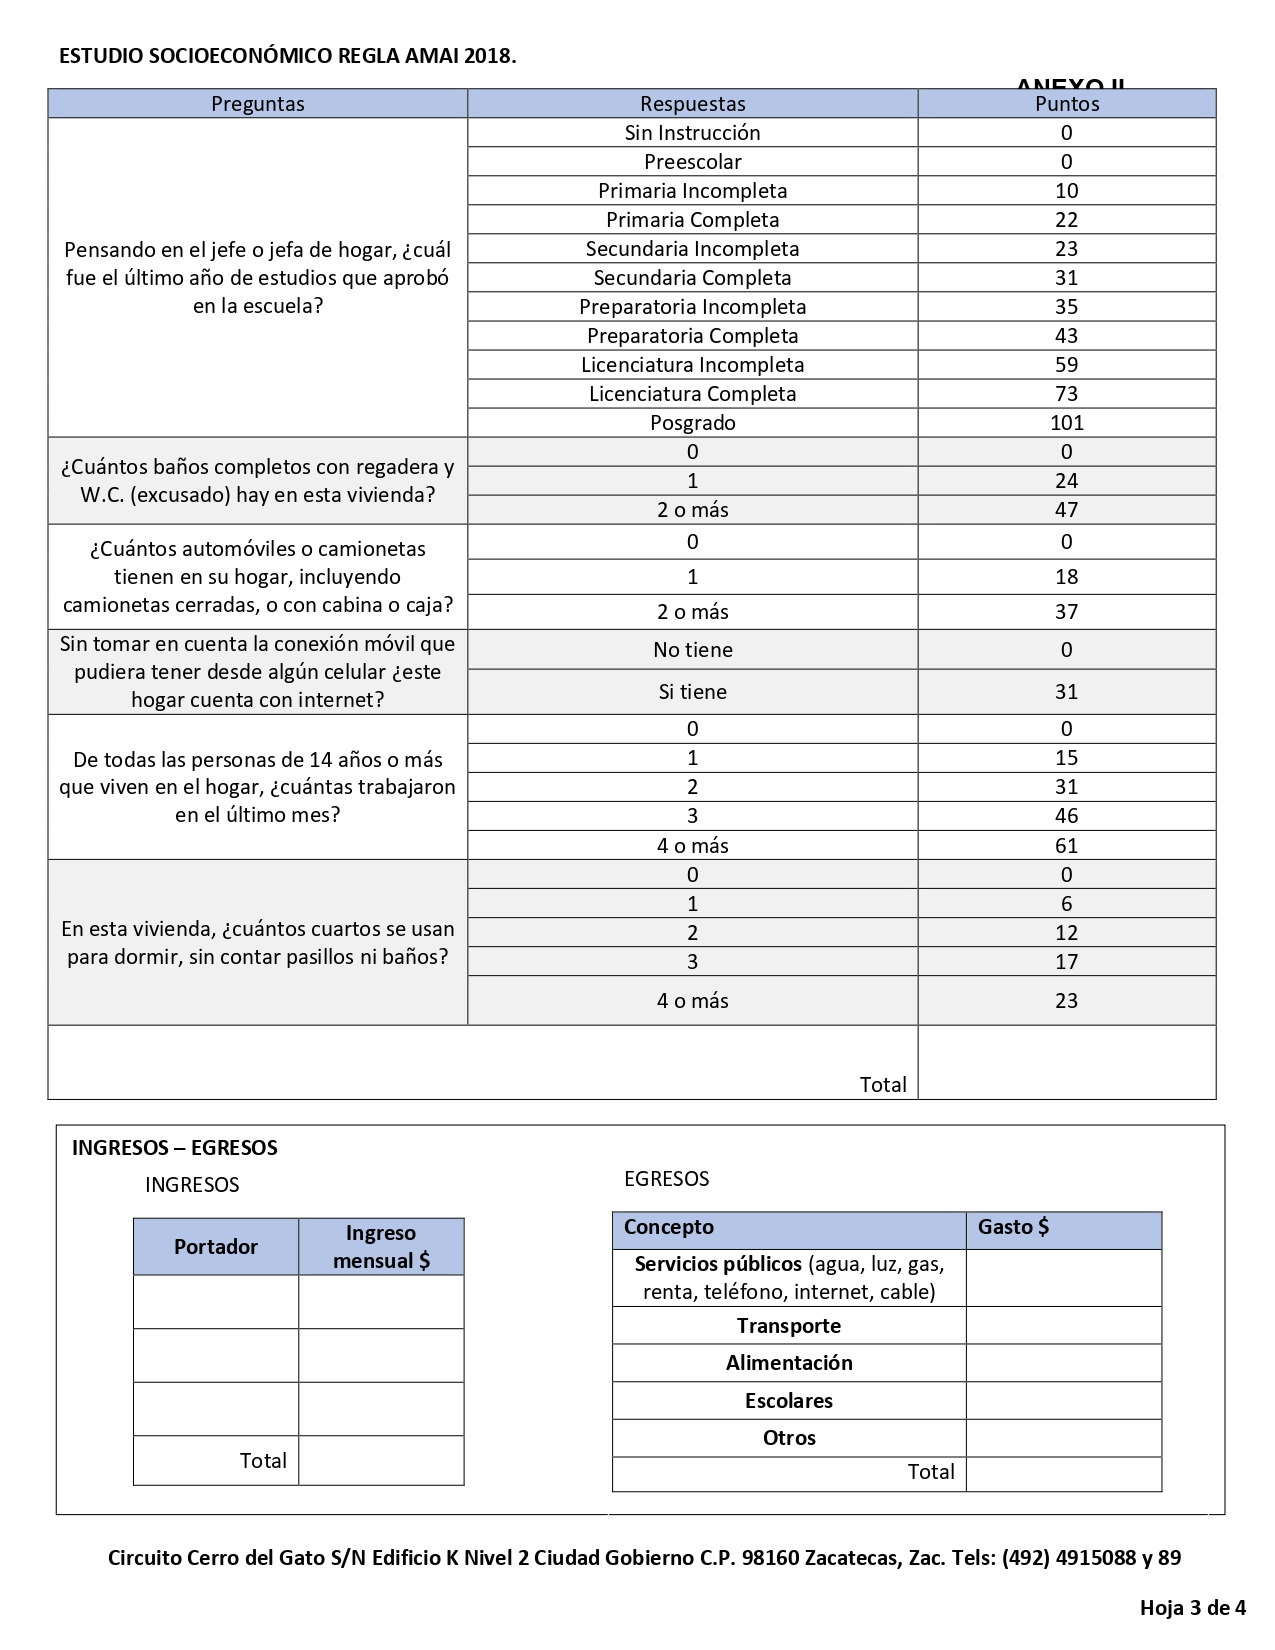 ESTUDIO SOCIOECONÓMICO REGLA AMAI 2018.
ANEXO II
Preguntas Respuestas Puntos
Pensando en el jefe o jefa de hogar, ¿cuál
fue el último año de estudios que aprobó
en la escuela?
Sin Instrucción 0
Preescolar 0
Primaria Incompleta 10
Primaria Completa 22
Secundaria Incompleta 23
Secundaria Completa 31
Preparatoria Incompleta 35
Preparatoria Completa 43
Licenciatura Incompleta 59
Licenciatura Completa 73
Posgrado 101
¿Cuántos baños completos con regadera y
W.C. (excusado) hay en esta vivienda?
0 0
1 24
2 o más 47
¿Cuántos automóviles o camionetas
tienen en su hogar, incluyendo
camionetas cerradas, o con cabina o caja?
0 0
1 18
2 o más 37
Sin tomar en cuenta la conexión móvil que
pudiera tener desde algún celular ¿este
hogar cuenta con internet?
No tiene 0
Si tiene 31
De todas las personas de 14 años o más
que viven en el hogar, ¿cuántas trabajaron
en el último mes?
0 0
1 15
2 31
3 46
4 o más 61
En esta vivienda, ¿cuántos cuartos se usan
para dormir, sin contar pasillos ni baños?
0 0
1 6
2 12
3 17
4 o más 23
Total
INGRESOS – EGRESOS
INGRESOS
Portador Ingreso
mensual $
Total
EGRESOS
Concepto Gasto $
Servicios públicos (agua, luz, gas,
renta, teléfono, internet, cable)
Transporte
Alimentación
Escolares
Otros
Total
Circuito Cerro del Gato S/N Edificio K Nivel 2 Ciudad Gobierno C.P. 98160 Zacatecas, Zac. Tels: (492) 4915088 y 89
Hoja 3 de 4